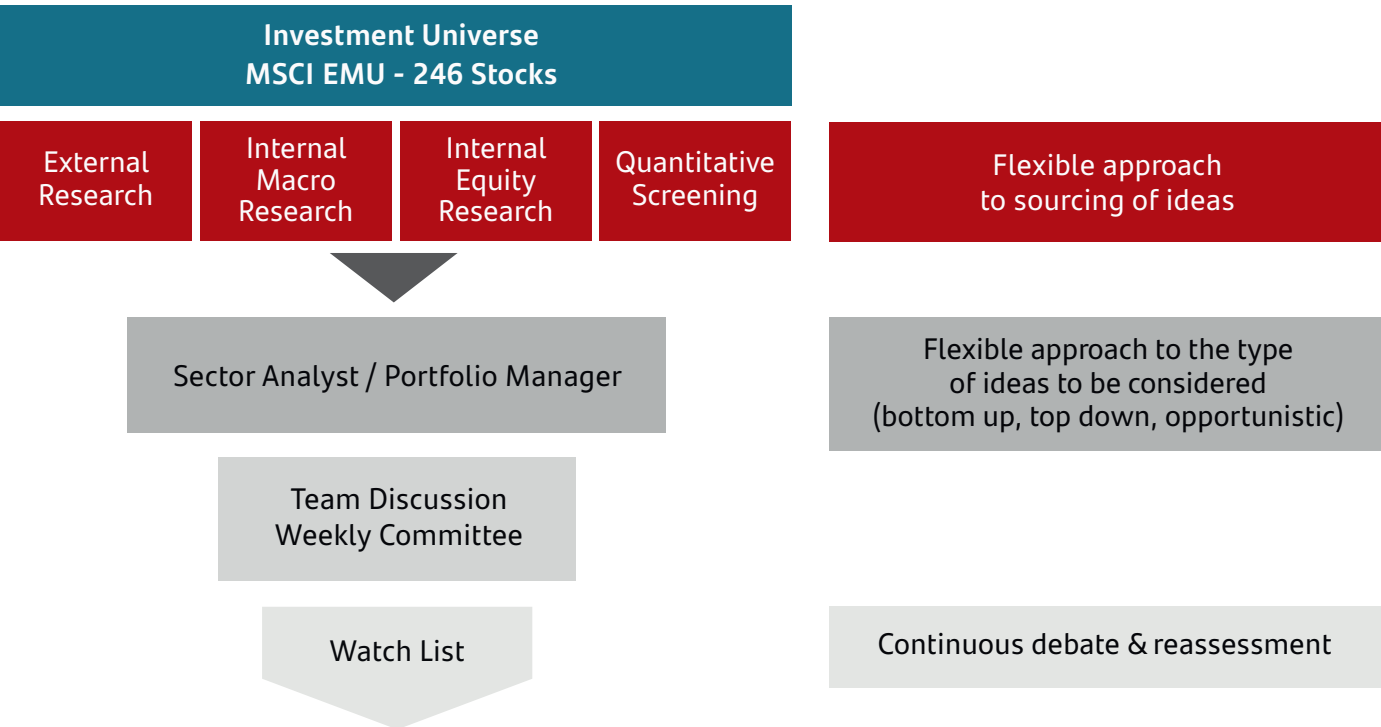 Investment Universe
MSCI EMU - 246 Stocks
External
Research
Internal
Macro
Research
Internal
Equity
Research
Quantitative
Screening
Flexible approach
to sourcing of ideas
Sector Analyst / Portfolio Manager
Flexible approach to the type
of ideas to be considered
(bottom up, top down, opportunistic)
Team Discussion
Weekly Committee
Watch List
Continuous debate & reassessment